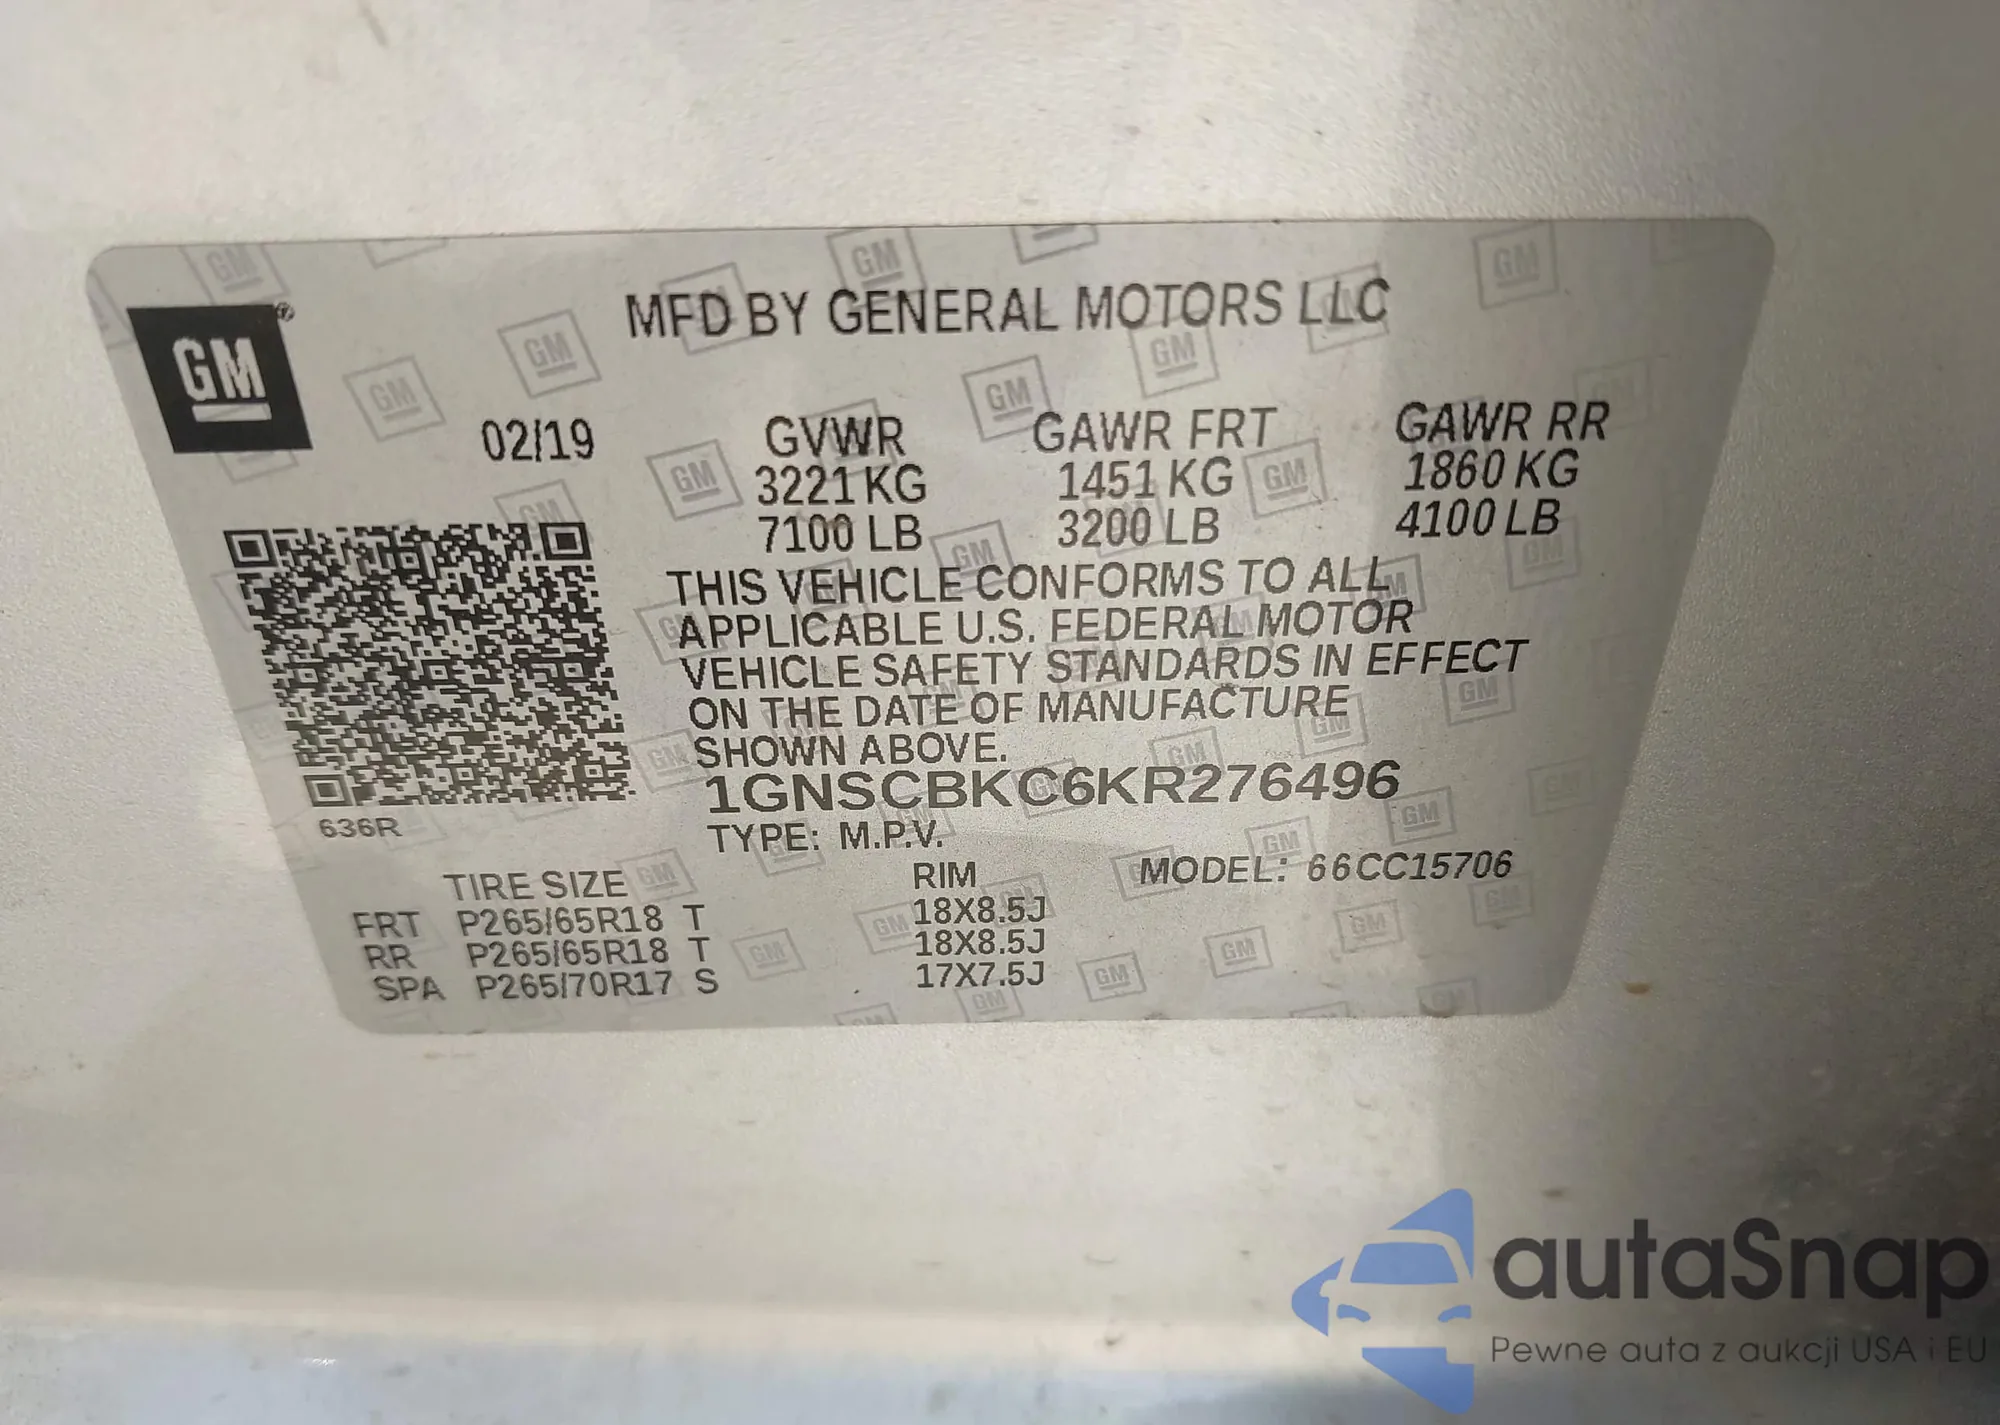 GM®
MFD BY GENERAL MOTORS LLC
02/19 GVWR GAWR FRT GAWR RR
3221 KG 1451 KG 1860 KG
7100 LB 3200 LB 4100 LB
THIS VEHICLE CONFORMS TO ALL
APPLICABLE U.S. FEDERAL MOTOR
VEHICLE SAFETY STANDARDS IN EFFECT
ON THE DATE OF MANUFACTURE
SHOWN ABOVE.
1GNSCBKC6KR276496
636R
TYPE: M.P.V.
TIRE SIZE RIM MODEL: 66CC15706
FRT P265/65R18 T 18X8.5J
RR P265/65R18 T 18X8.5J
SPA P265/70R17 S 17X7.5J
autaSnap
Pewne auta z aukcji USA i EU